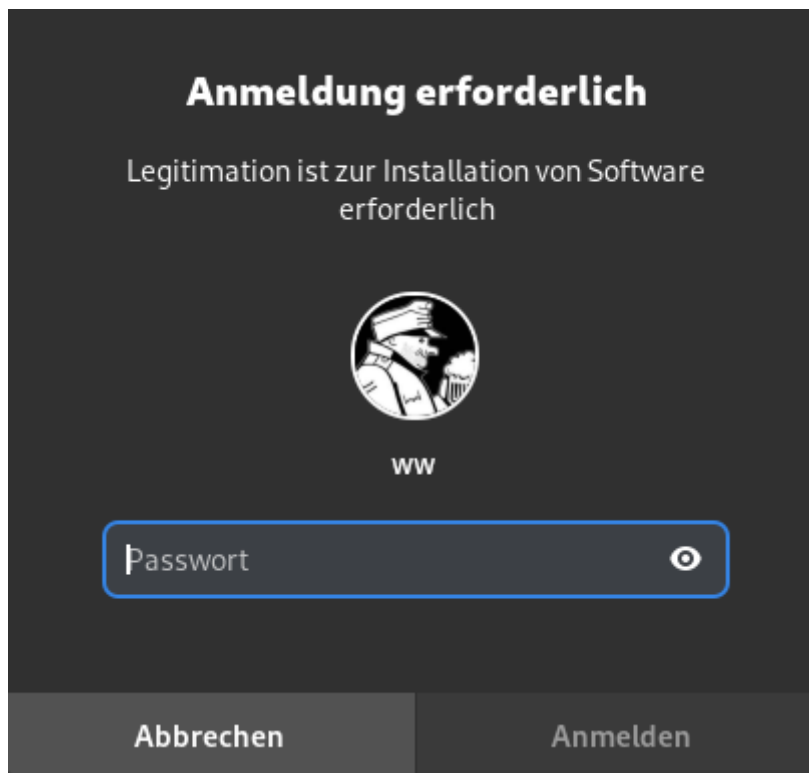 Anmeldung erforderlich
Legitimation ist zur Installation von Software
erforderlich
ww
Passwort
Abbrechen
Anmelden